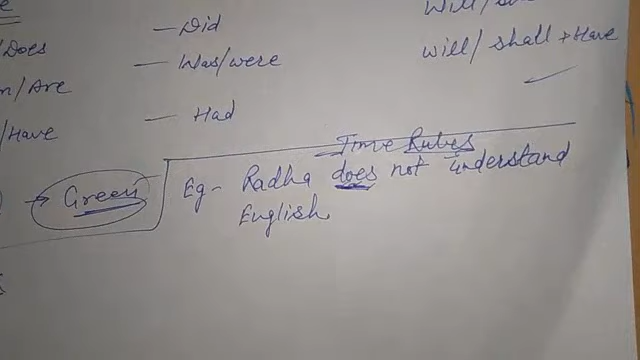 Will/
/Does — Did
will/ shall + Have
/Are — Was/were
/Have — Had
Time Rules
→ Green
Eg- Radha does not understand
English